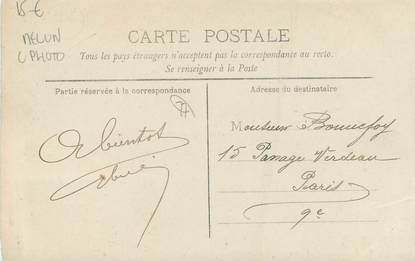 15 €
MELUN
C PHOTO
CARTE POSTALE
Tous les pays étrangers n'acceptent pas la correspondance au recto.
Se renseigner à la Poste
Partie réservée à la correspondance
Adresse du destinataire
A bientot
Monsieur Bonnefoy
15 Passage Verdeau
Paris
9e